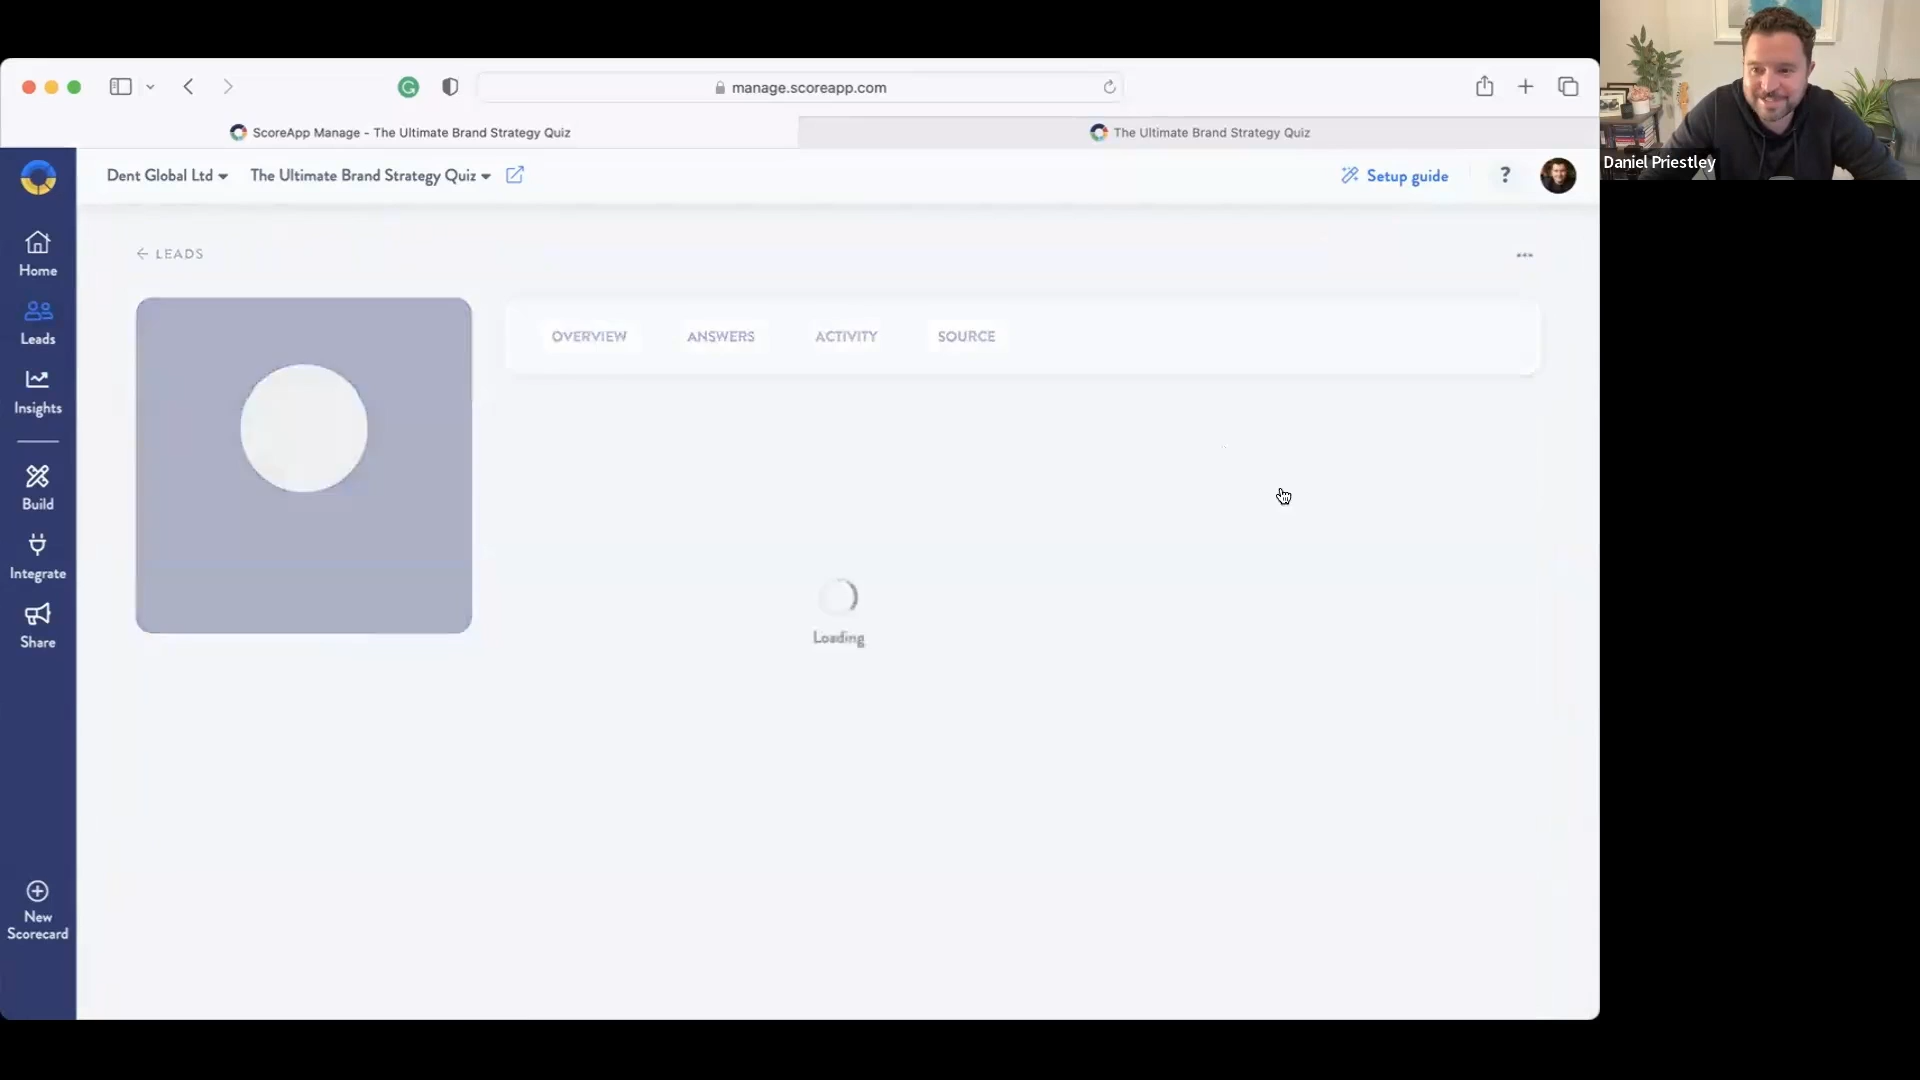 manage.scoreapp.com
ScoreApp Manage - The Ultimate Brand Strategy Quiz
The Ultimate Brand Strategy Quiz
Daniel Priestley
Dent Global Ltd
The Ultimate Brand Strategy Quiz
Setup guide
?
LEADS
Home
Leads
Insights
Build
Integrate
Share
New
Scorecard
OVERVIEW
ANSWERS
ACTIVITY
SOURCE
Loading